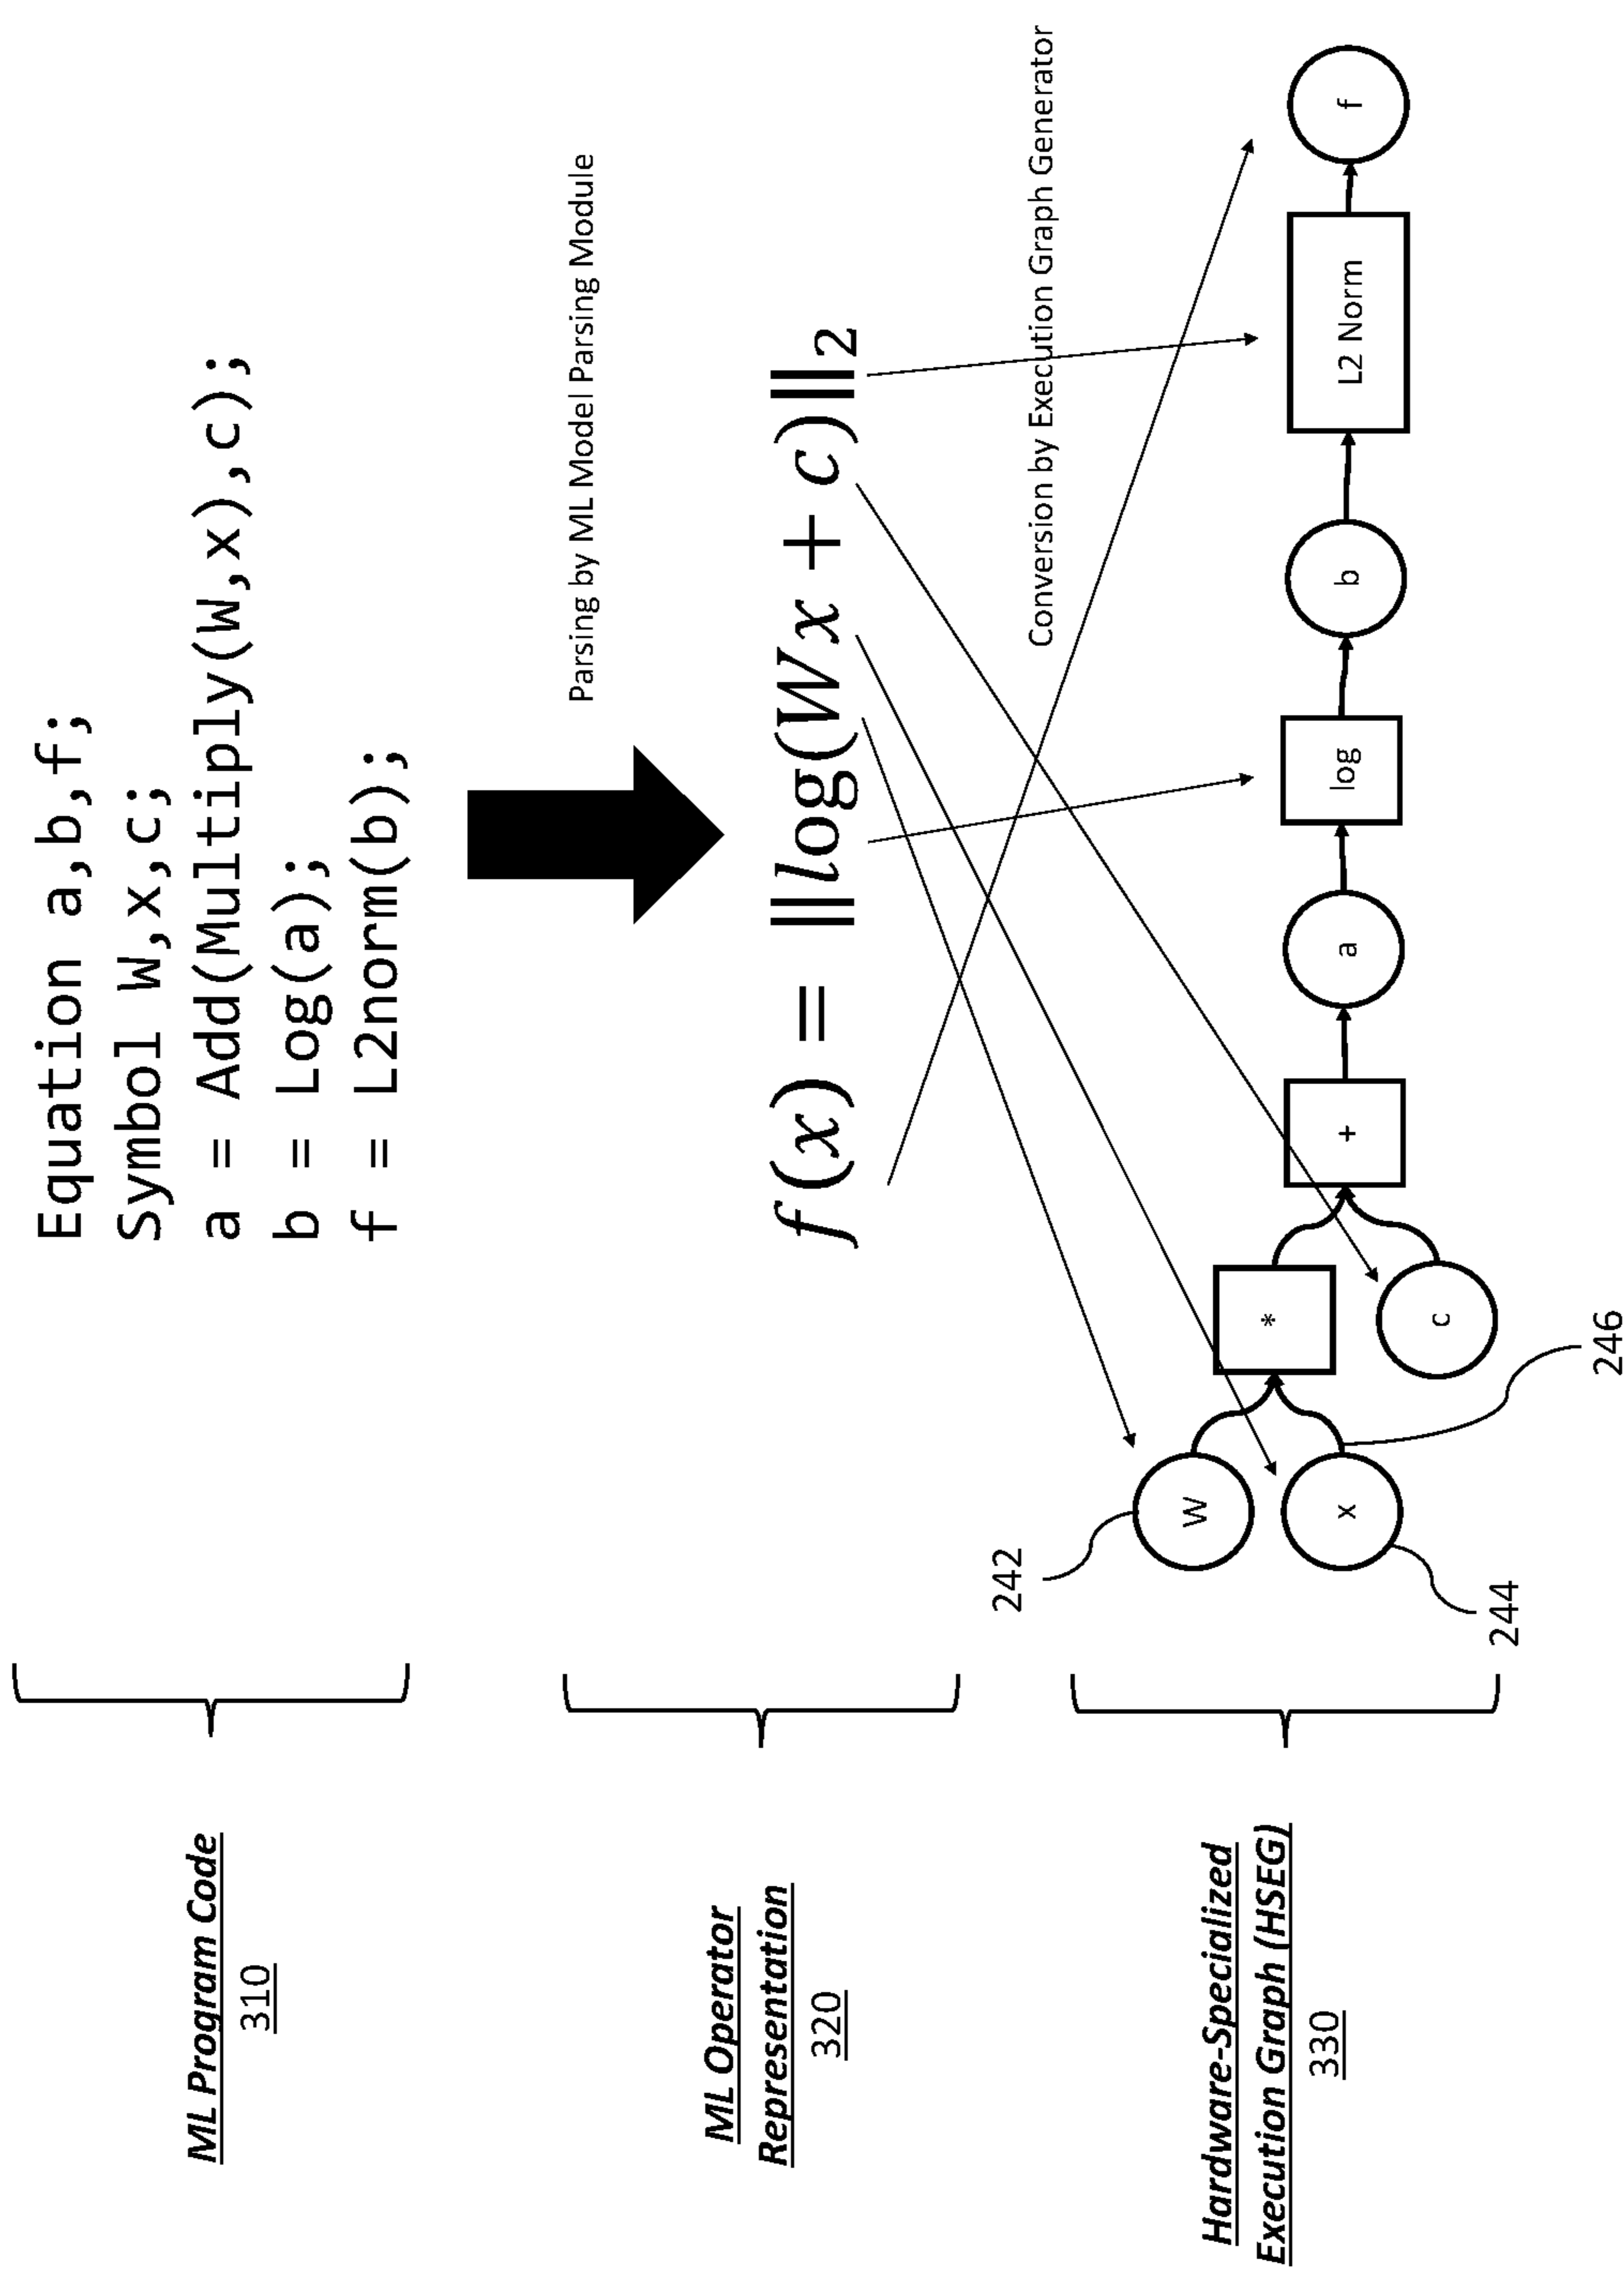 ML Program Code
310
Equation a,b,f;
Symbol W,x,c;
a = Add(Multiply(W,x),c);
b = Log(a);
f = L2norm(b);
Parsing by ML Model Parsing Module
ML Operator
Representation
320
f(x) = ‖log(Wx + c)‖₂
Conversion by Execution Graph Generator
Hardware-Specialized
Execution Graph (HSEG)
330
242
W
x
244
246
*
c
+
a
log
b
L2 Norm
f